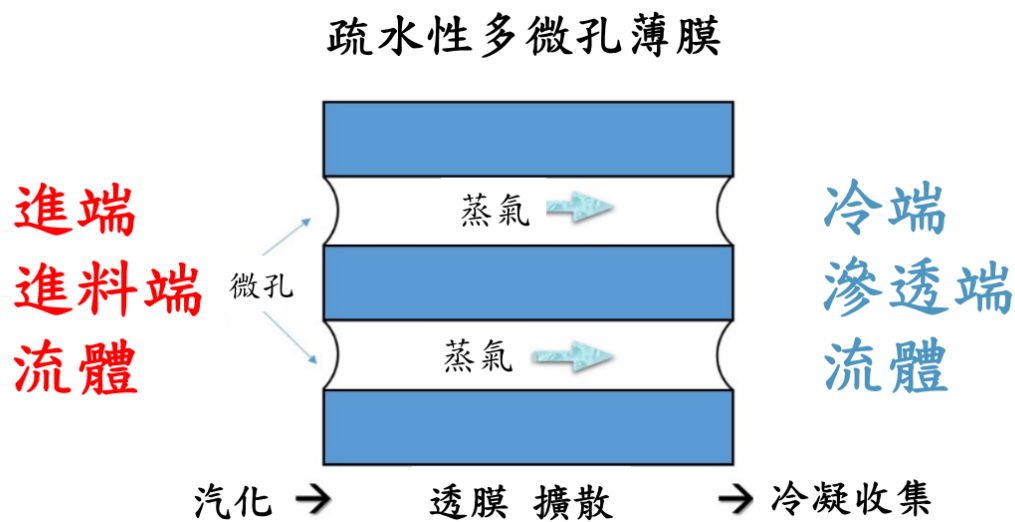 疏水性多微孔薄膜
進端
進料端
流體
微孔
蒸氣
蒸氣
冷端
滲透端
流體
汽化 → 透膜 擴散 → 冷凝收集